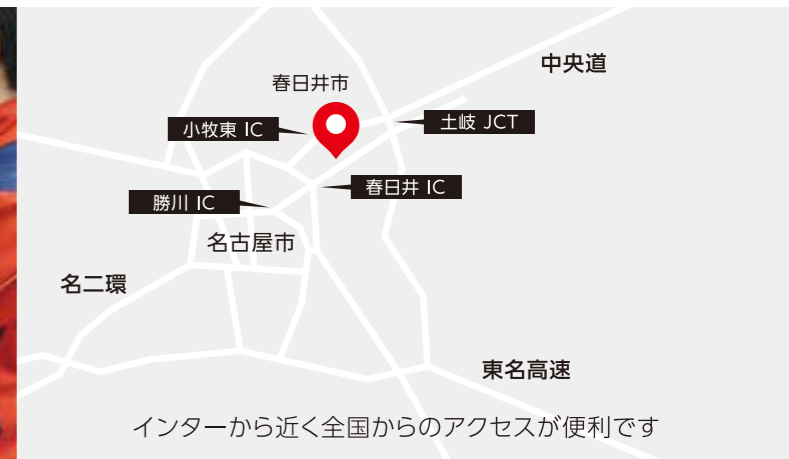 中央道
春日井市
小牧東 IC
土岐 JCT
春日井 IC
勝川 IC
名古屋市
名二環
東名高速
インターから近く全国からのアクセスが便利です